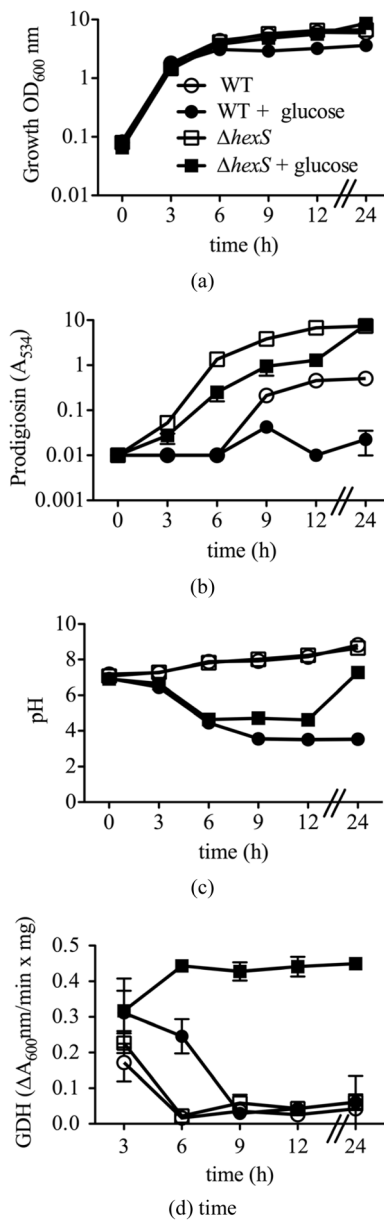 Growth OD600 nm
10
1
0.1
0.01
WT
WT + glucose
ΔhexS
ΔhexS + glucose
0 3 6 9 12 24
time (h)
(a)
Prodigiosin (A534)
10
1
0.1
0.01
0.001
0 3 6 9 12 24
time (h)
(b)
pH
10
8
6
4
2
0
0 3 6 9 12 24
time (h)
(c)
GDH (ΔA600nm/min x mg)
0.5
0.4
0.3
0.2
0.1
0.0
3 6 9 12 24
(d) time